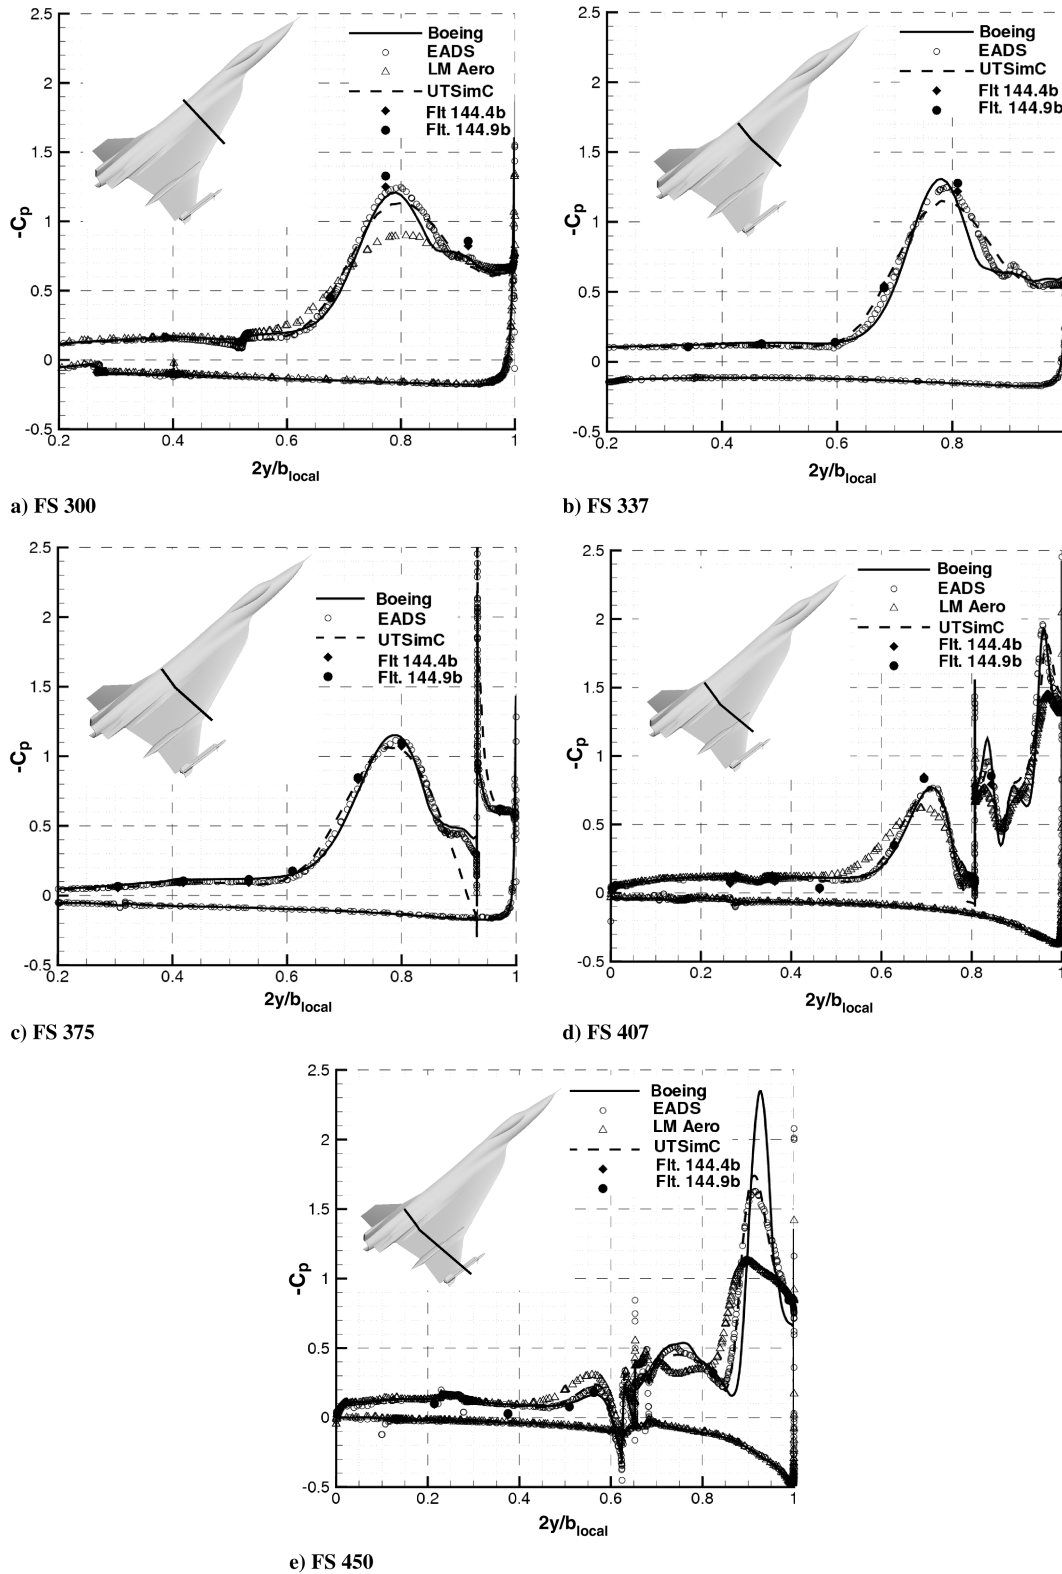 2.5
2
1.5
1
0.5
0
-0.5
-Cp
0.2 0.4 0.6 0.8 1
2y/blocal
Boeing
EADS
LM Aero
UTSimC
Flt 144.4b
Flt. 144.9b
a) FS 300
2.5
2
1.5
1
0.5
0
-0.5
-Cp
0.2 0.4 0.6 0.8
2y/blocal
Boeing
EADS
UTSimC
Flt 144.4b
Flt. 144.9b
b) FS 337
2.5
2
1.5
1
0.5
0
-0.5
-Cp
0.2 0.4 0.6 0.8 1
2y/blocal
Boeing
EADS
UTSimC
Flt 144.4b
Flt. 144.9b
c) FS 375
2.5
2
1.5
1
0.5
0
-0.5
-Cp
0 0.2 0.4 0.6 0.8 1
2y/blocal
Boeing
EADS
LM Aero
UTSimC
Flt 144.4b
Flt. 144.9b
d) FS 407
2.5
2
1.5
1
0.5
0
-0.5
-Cp
0 0.2 0.4 0.6 0.8 1
2y/blocal
Boeing
EADS
LM Aero
UTSimC
Flt. 144.4b
Flt. 144.9b
e) FS 450